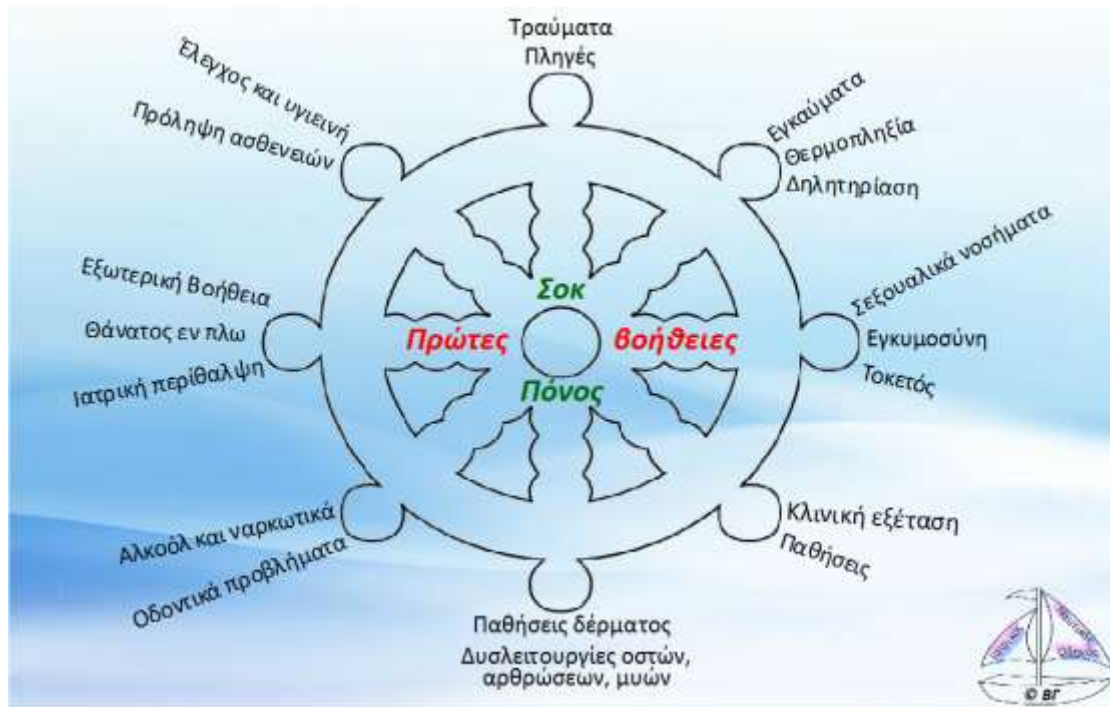 Τραύματα
Πληγές
Έλεγχος και υγιεινή
Πρόληψη ασθενειών
Εγκαύματα
Θερμοπληξία
Δηλητηρίαση
Εξωτερική Βοήθεια
Θάνατος εν πλω
Ιατρική περίθαλψη
Σοκ
Πρώτες βοήθειες
Πόνος
Σεξουαλικά νοσήματα
Εγκυμοσύνη
Τοκετός
Αλκοόλ και ναρκωτικά
Οδοντικά προβλήματα
Κλινική εξέταση
Παθήσεις
Παθήσεις δέρματος
Δυσλειτουργίες οστών,
αρθρώσεων, μυών
© ΒΓ